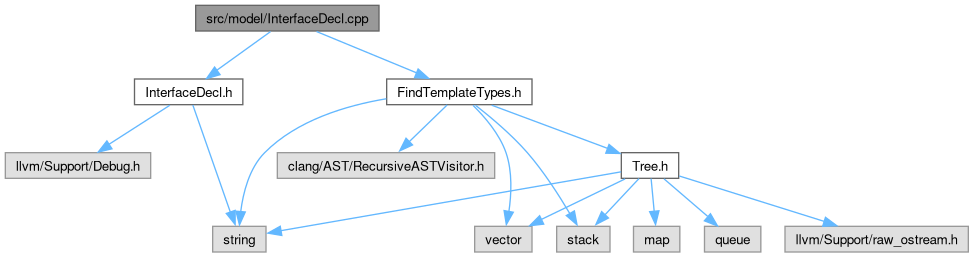 src/model/InterfaceDecl.cpp
InterfaceDecl.h
FindTemplateTypes.h
llvm/Support/Debug.h
clang/AST/RecursiveASTVisitor.h
Tree.h
string
vector
stack
map
queue
llvm/Support/raw_ostream.h